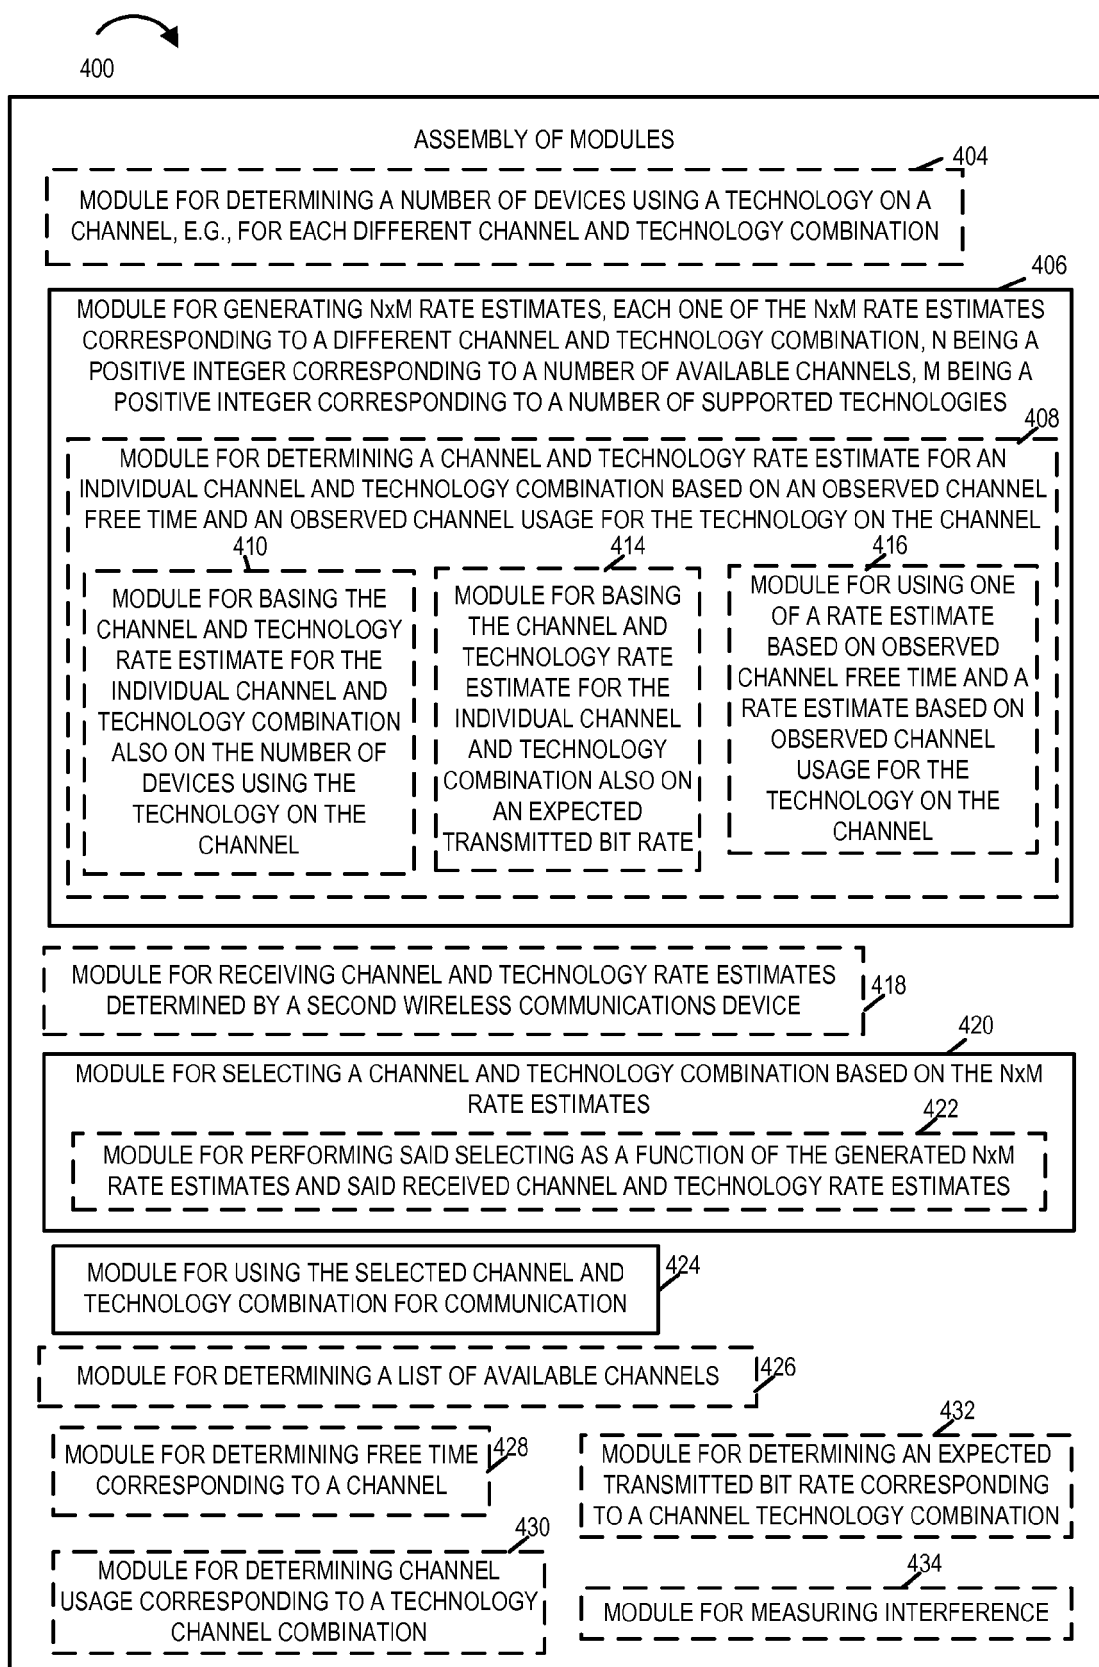 400
ASSEMBLY OF MODULES
404
MODULE FOR DETERMINING A NUMBER OF DEVICES USING A TECHNOLOGY ON A
CHANNEL, E.G., FOR EACH DIFFERENT CHANNEL AND TECHNOLOGY COMBINATION
406
MODULE FOR GENERATING NxM RATE ESTIMATES, EACH ONE OF THE NxM RATE ESTIMATES
CORRESPONDING TO A DIFFERENT CHANNEL AND TECHNOLOGY COMBINATION, N BEING A
POSITIVE INTEGER CORRESPONDING TO A NUMBER OF AVAILABLE CHANNELS, M BEING A
POSITIVE INTEGER CORRESPONDING TO A NUMBER OF SUPPORTED TECHNOLOGIES
408
MODULE FOR DETERMINING A CHANNEL AND TECHNOLOGY RATE ESTIMATE FOR AN
INDIVIDUAL CHANNEL AND TECHNOLOGY COMBINATION BASED ON AN OBSERVED CHANNEL
FREE TIME AND AN OBSERVED CHANNEL USAGE FOR THE TECHNOLOGY ON THE CHANNEL
410
MODULE FOR BASING THE
CHANNEL AND TECHNOLOGY
RATE ESTIMATE FOR THE
INDIVIDUAL CHANNEL AND
TECHNOLOGY COMBINATION
ALSO ON THE NUMBER OF
DEVICES USING THE
TECHNOLOGY ON THE
CHANNEL
414
MODULE FOR BASING
THE CHANNEL AND
TECHNOLOGY RATE
ESTIMATE FOR THE
INDIVIDUAL CHANNEL
AND TECHNOLOGY
COMBINATION ALSO ON
AN EXPECTED
TRANSMITTED BIT RATE
416
MODULE FOR USING ONE
OF A RATE ESTIMATE
BASED ON OBSERVED
CHANNEL FREE TIME AND A
RATE ESTIMATE BASED ON
OBSERVED CHANNEL
USAGE FOR THE
TECHNOLOGY ON THE
CHANNEL
MODULE FOR RECEIVING CHANNEL AND TECHNOLOGY RATE ESTIMATES
DETERMINED BY A SECOND WIRELESS COMMUNICATIONS DEVICE
418
420
MODULE FOR SELECTING A CHANNEL AND TECHNOLOGY COMBINATION BASED ON THE NxM
RATE ESTIMATES
422
MODULE FOR PERFORMING SAID SELECTING AS A FUNCTION OF THE GENERATED NxM
RATE ESTIMATES AND SAID RECEIVED CHANNEL AND TECHNOLOGY RATE ESTIMATES
MODULE FOR USING THE SELECTED CHANNEL AND
TECHNOLOGY COMBINATION FOR COMMUNICATION
424
MODULE FOR DETERMINING A LIST OF AVAILABLE CHANNELS
426
MODULE FOR DETERMINING FREE TIME
CORRESPONDING TO A CHANNEL
428
432
MODULE FOR DETERMINING AN EXPECTED
TRANSMITTED BIT RATE CORRESPONDING
TO A CHANNEL TECHNOLOGY COMBINATION
430
MODULE FOR DETERMINING CHANNEL
USAGE CORRESPONDING TO A TECHNOLOGY
CHANNEL COMBINATION
434
MODULE FOR MEASURING INTERFERENCE